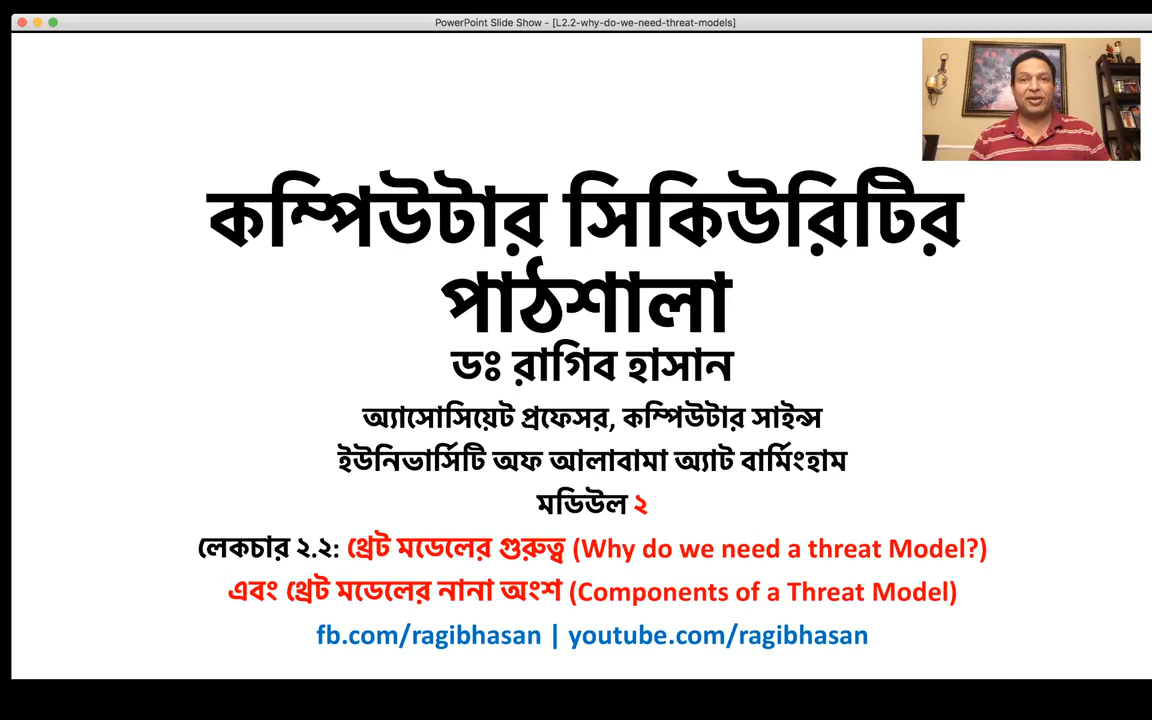 PowerPoint Slide Show - [L2.2-why-do-we-need-threat-models]
কম্পিউটার সিকিউরিটির
পাঠশালা
ডঃ রাগিব হাসান
অ্যাসোসিয়েট প্রফেসর, কম্পিউটার সাইন্স
ইউনিভার্সিটি অফ আলাবামা অ্যাট বার্মিংহাম
মডিউল ২
লেকচার ২.২: থ্রেট মডেলের গুরুত্ব (Why do we need a threat Model?)
এবং থ্রেট মডেলের নানা অংশ (Components of a Threat Model)
fb.com/ragibhasan | youtube.com/ragibhasan